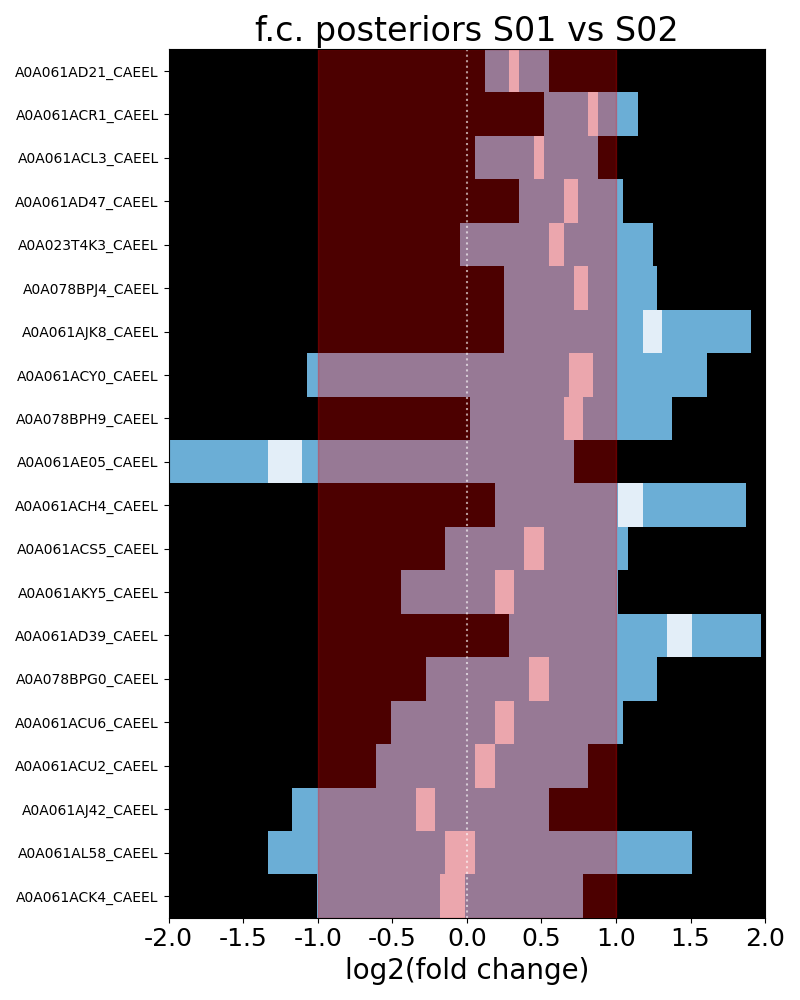 f.c. posteriors S01 vs S02
A0A061AD21_CAEEL
A0A061ACR1_CAEEL
A0A061ACL3_CAEEL
A0A061AD47_CAEEL
A0A023T4K3_CAEEL
A0A078BPJ4_CAEEL
A0A061AJK8_CAEEL
A0A061ACY0_CAEEL
A0A078BPH9_CAEEL
A0A061AE05_CAEEL
A0A061ACH4_CAEEL
A0A061ACS5_CAEEL
A0A061AKY5_CAEEL
A0A061AD39_CAEEL
A0A078BPG0_CAEEL
A0A061ACU6_CAEEL
A0A061ACU2_CAEEL
A0A061AJ42_CAEEL
A0A061AL58_CAEEL
A0A061ACK4_CAEEL
-2.0 -1.5 -1.0 -0.5 0.0 0.5 1.0 1.5 2.0
log2(fold change)